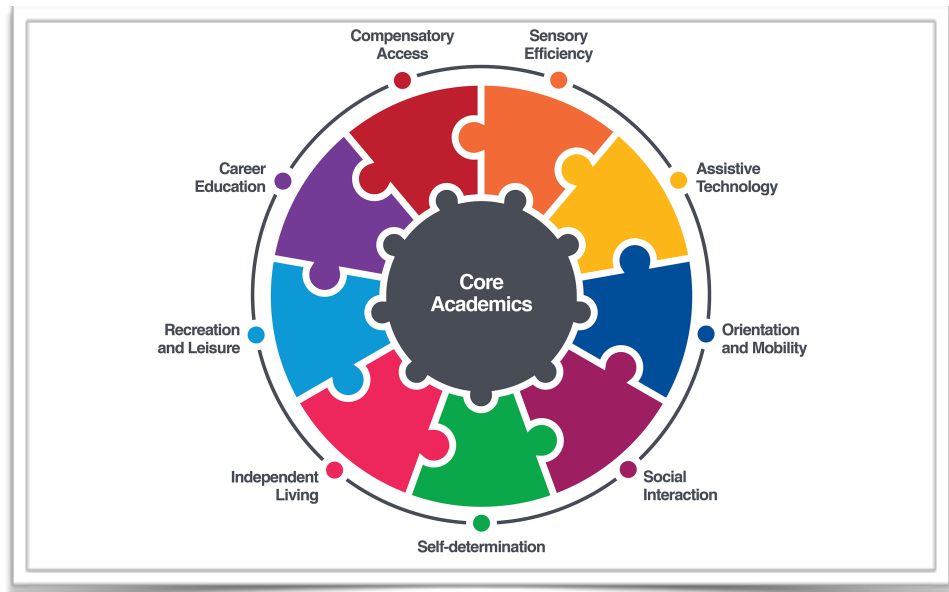 Compensatory
Access
Sensory
Efficiency
Career
Education
Assistive
Technology
Core
Academics
Recreation
and Leisure
Orientation
and Mobility
Independent
Living
Social
Interaction
Self-determination